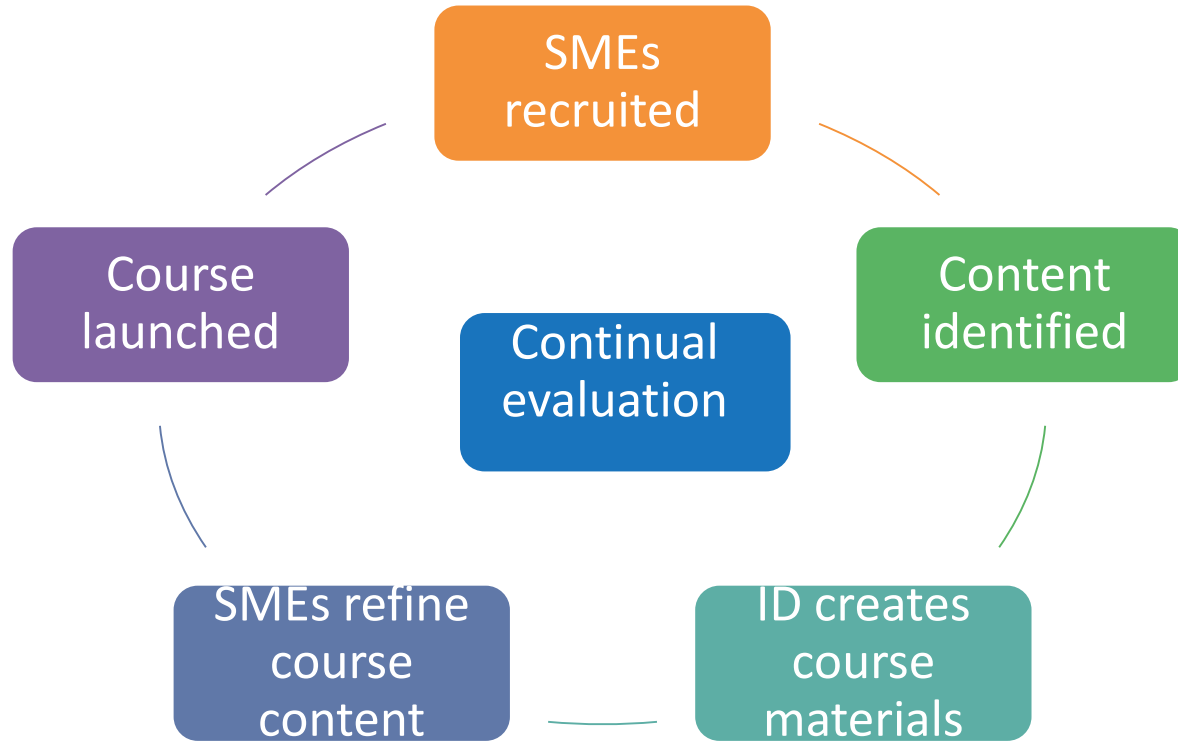 SMEs
recruited
Content
identified
ID creates
course
materials
SMEs refine
course
content
Course
launched
Continual
evaluation